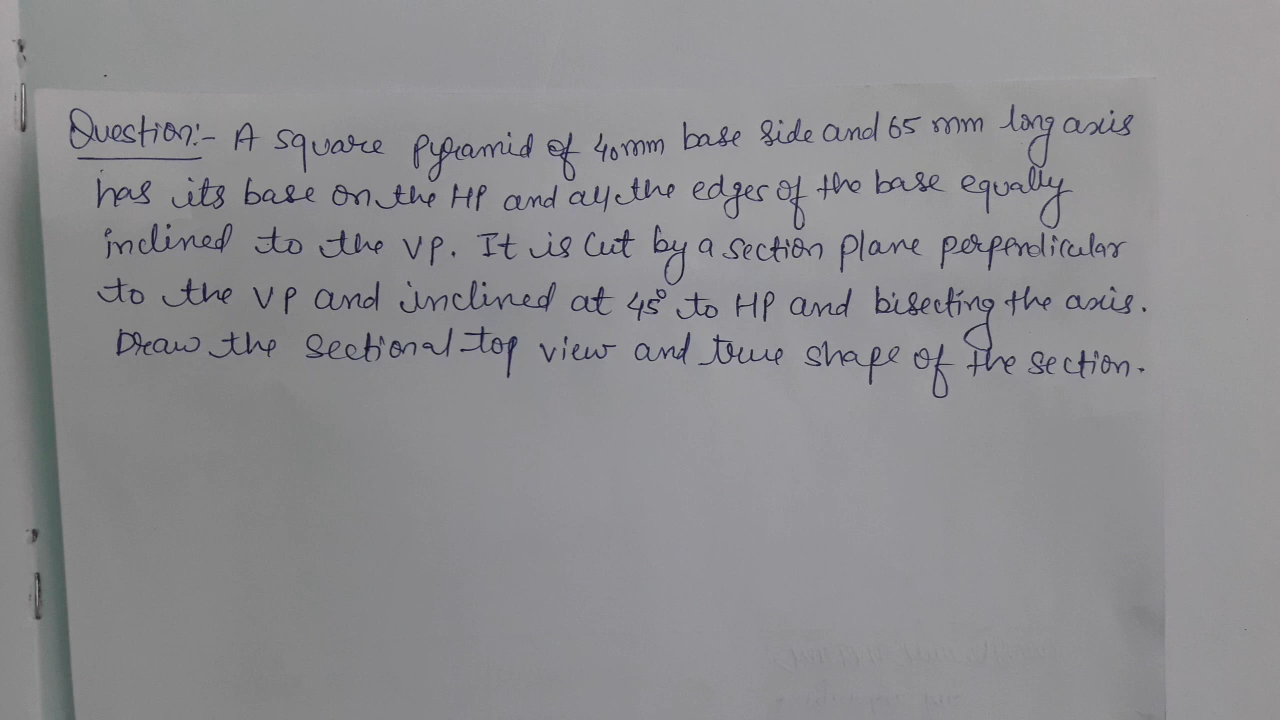 Question:- A square pyramid of 40mm base side and 65 mm long axis
has its base on the HP and all the edges of the base equally
inclined to the VP. It is cut by a section plane perpendicular
to the VP and inclined at 45° to HP and bisecting the axis.
Draw the sectional top view and true shape of the section.